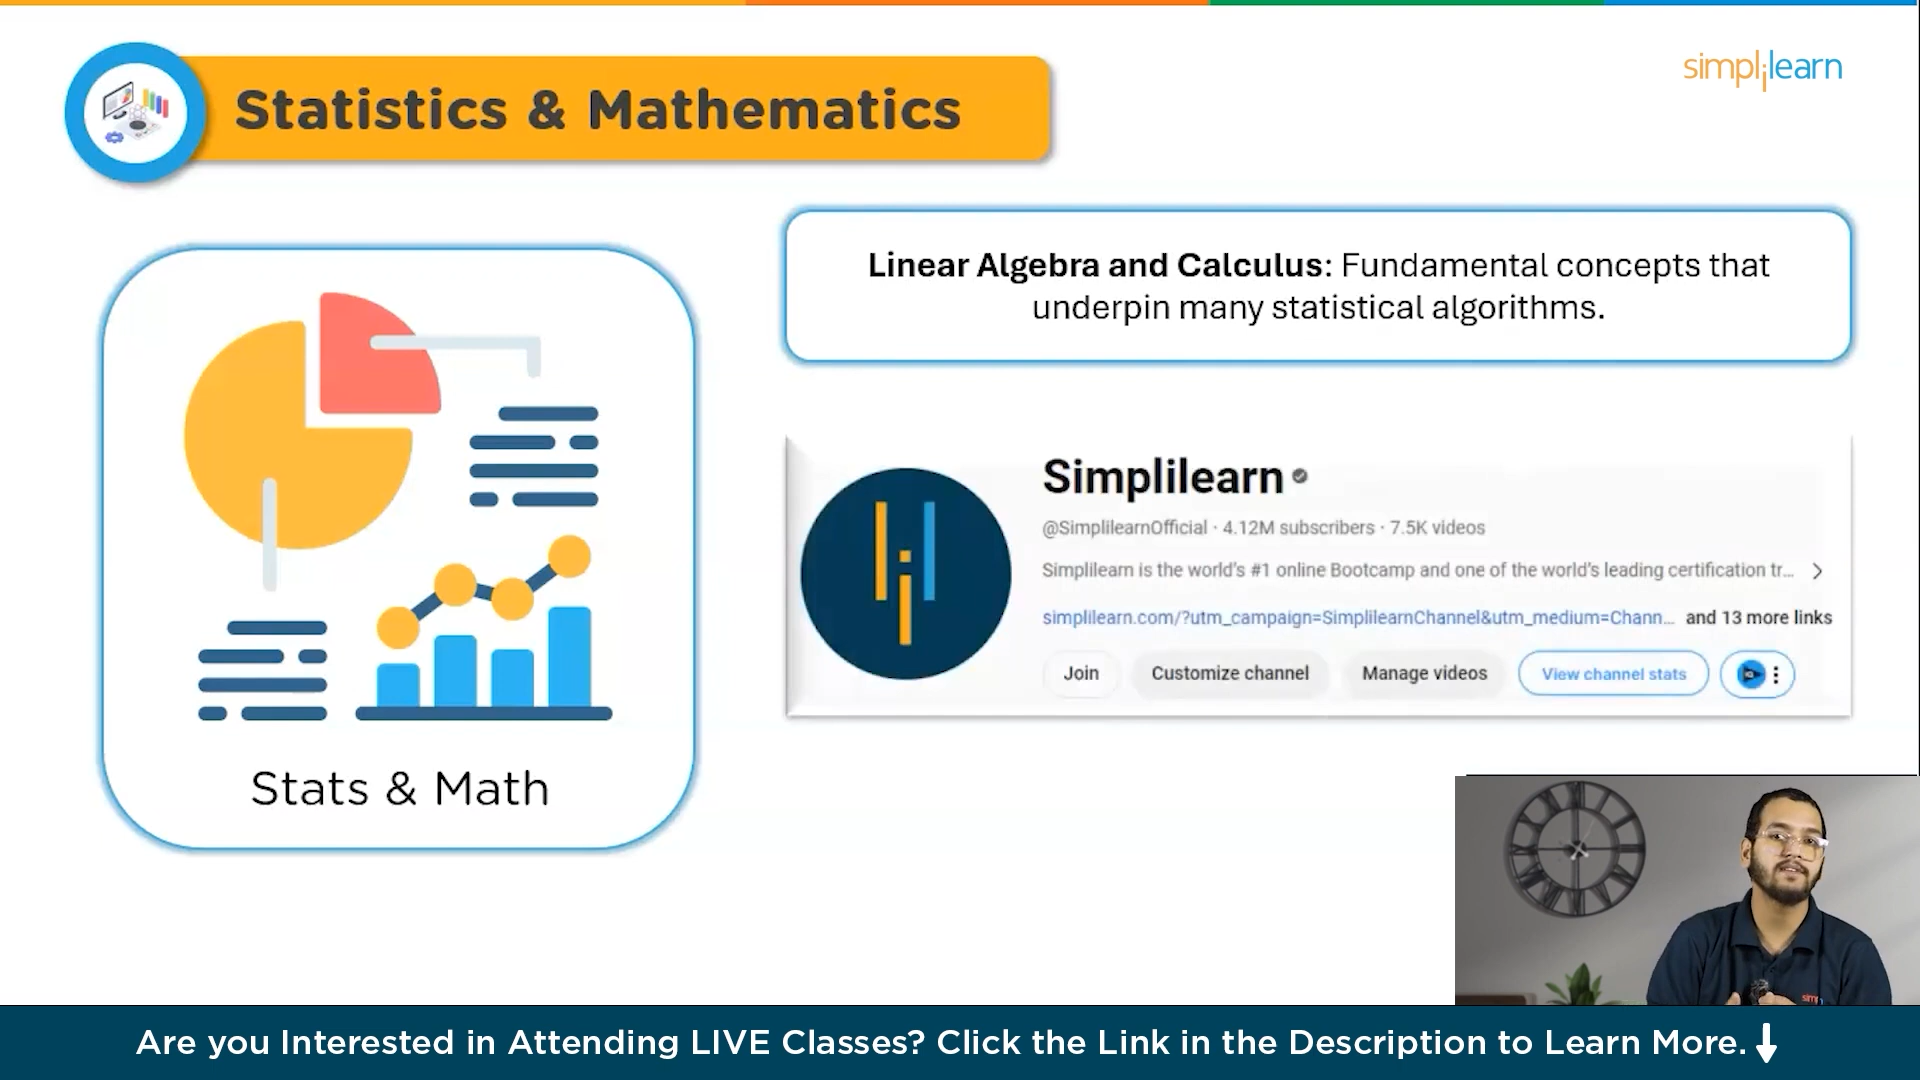 simplilearn
Statistics & Mathematics
Linear Algebra and Calculus: Fundamental concepts that
underpin many statistical algorithms.
Stats & Math
Simplilearn
@SimplilearnOfficial · 4.12M subscribers · 7.5K videos
Simplilearn is the world's #1 online Bootcamp and one of the world's leading certification tr...
simplilearn.com/?utm_campaign=SimplilearnChannel&utm_medium=Chann... and 13 more links
Join Customize channel Manage videos View channel stats
Are you Interested in Attending LIVE Classes? Click the Link in the Description to Learn More.